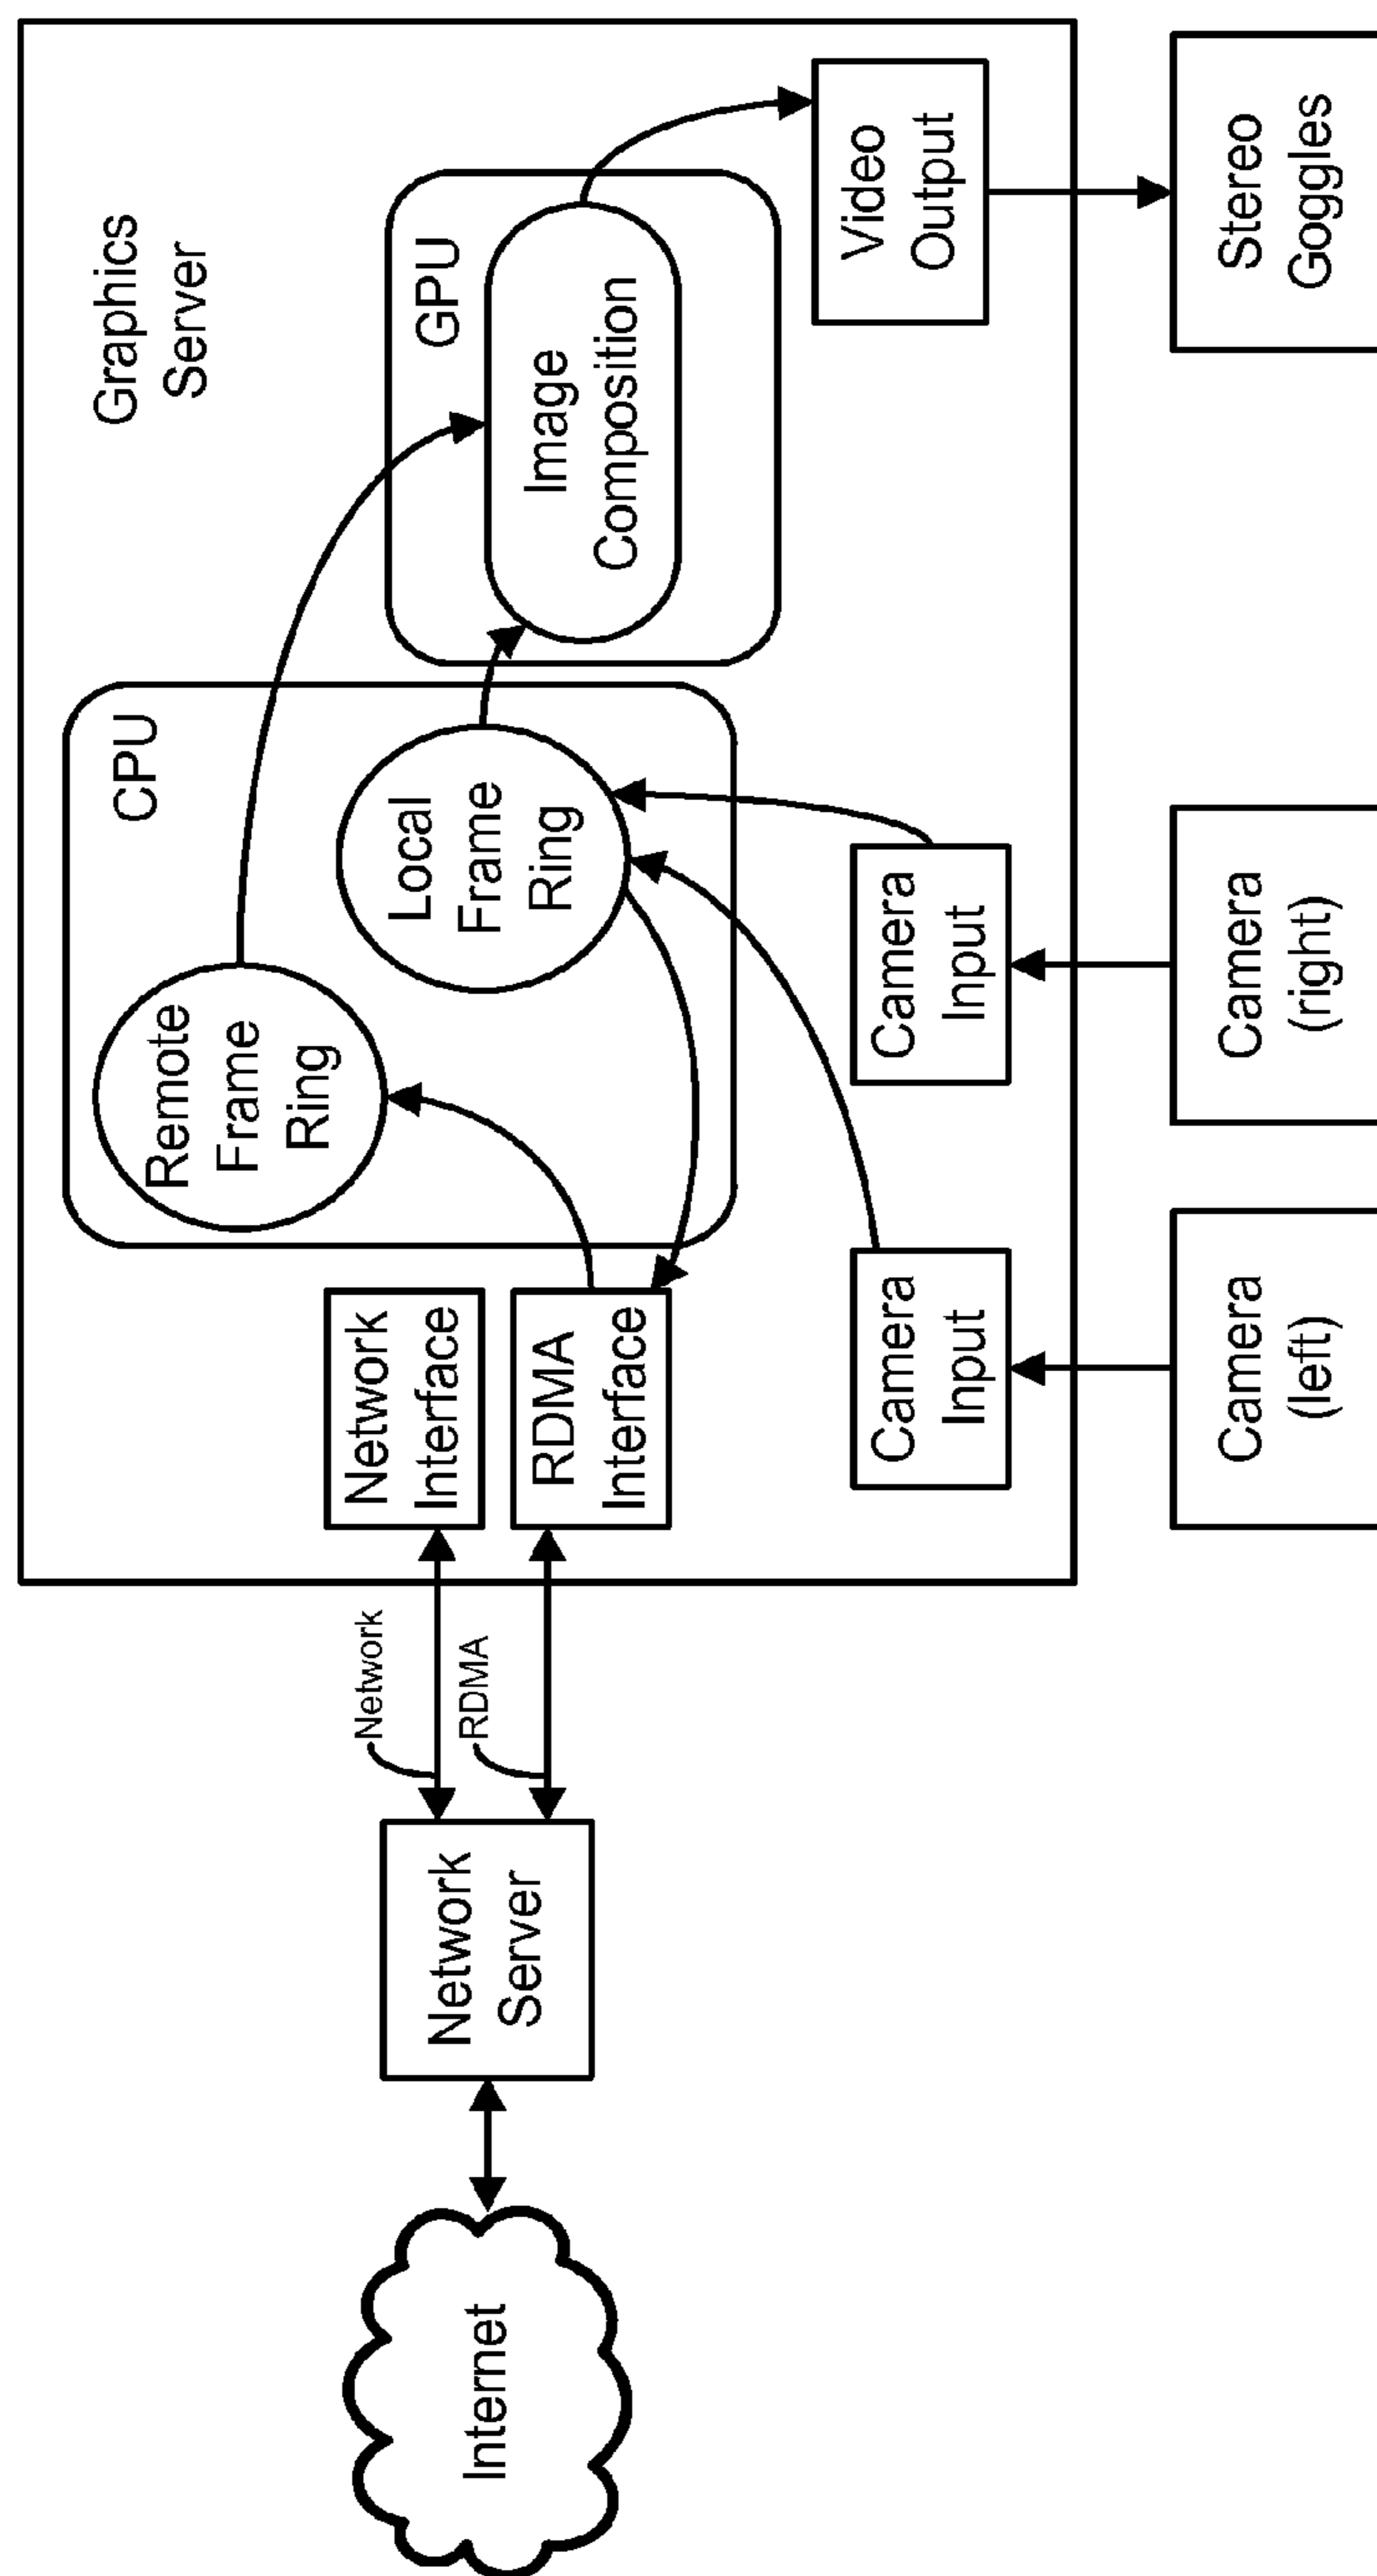 Graphics
Server
CPU
GPU
Remote
Frame
Ring
Local
Frame
Ring
Image
Composition
Network
Interface
RDMA
Interface
Network
RDMA
Network
Server
Internet
Camera
Input
Camera
Input
Video
Output
Camera
(left)
Camera
(right)
Stereo
Goggles